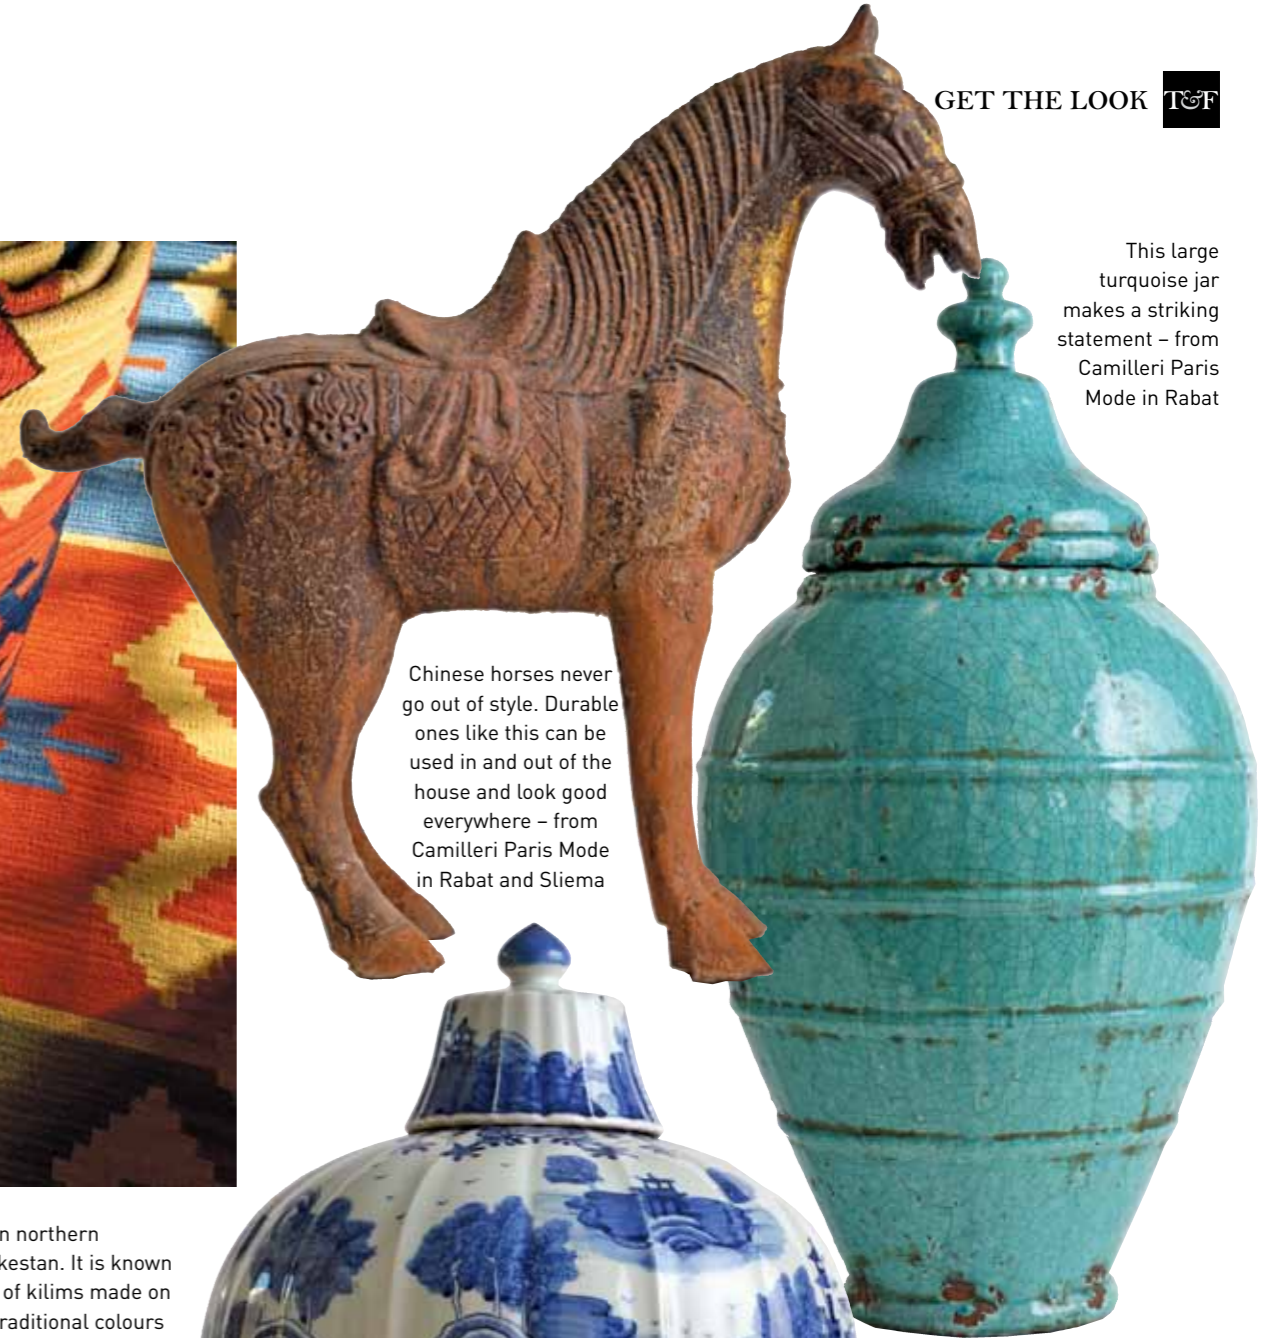 GET THE LOOK T&F
This large
turquoise jar
makes a striking
statement – from
Camilleri Paris
Mode in Rabat
Chinese horses never
go out of style. Durable
ones like this can be
used in and out of the
house and look good
everywhere – from
Camilleri Paris Mode
in Rabat and Sliema
n northern
kestan. It is known
of kilims made on
raditional colours